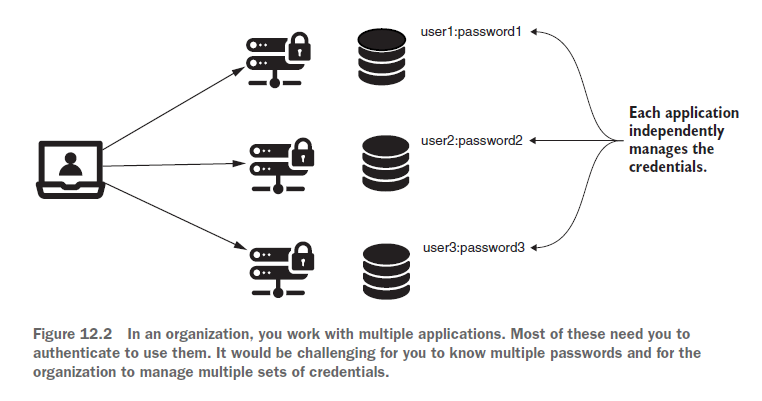 user1:password1
Each application
independently
manages the
credentials.
user2:password2
user3:password3
Figure 12.2 In an organization, you work with multiple applications. Most of these need you to
authenticate to use them. It would be challenging for you to know multiple passwords and for the
organization to manage multiple sets of credentials.